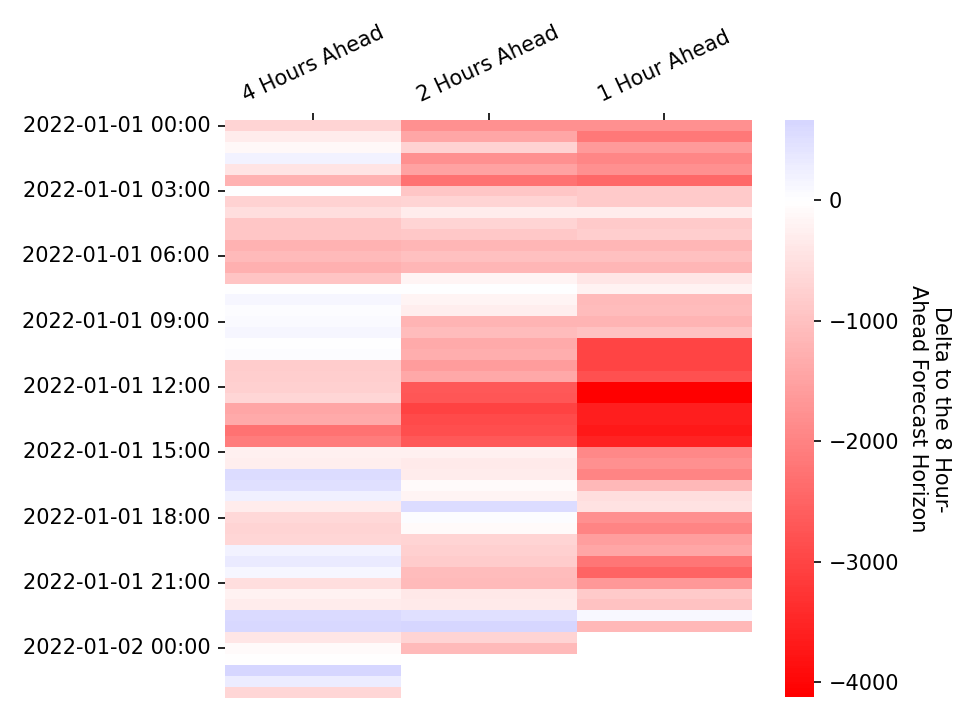 4 Hours Ahead
2 Hours Ahead
1 Hour Ahead
2022-01-01 00:00
2022-01-01 03:00
2022-01-01 06:00
2022-01-01 09:00
2022-01-01 12:00
2022-01-01 15:00
2022-01-01 18:00
2022-01-01 21:00
2022-01-02 00:00
0
−1000
−2000
−3000
−4000
Delta to the 8 Hour-
Ahead Forecast Horizon